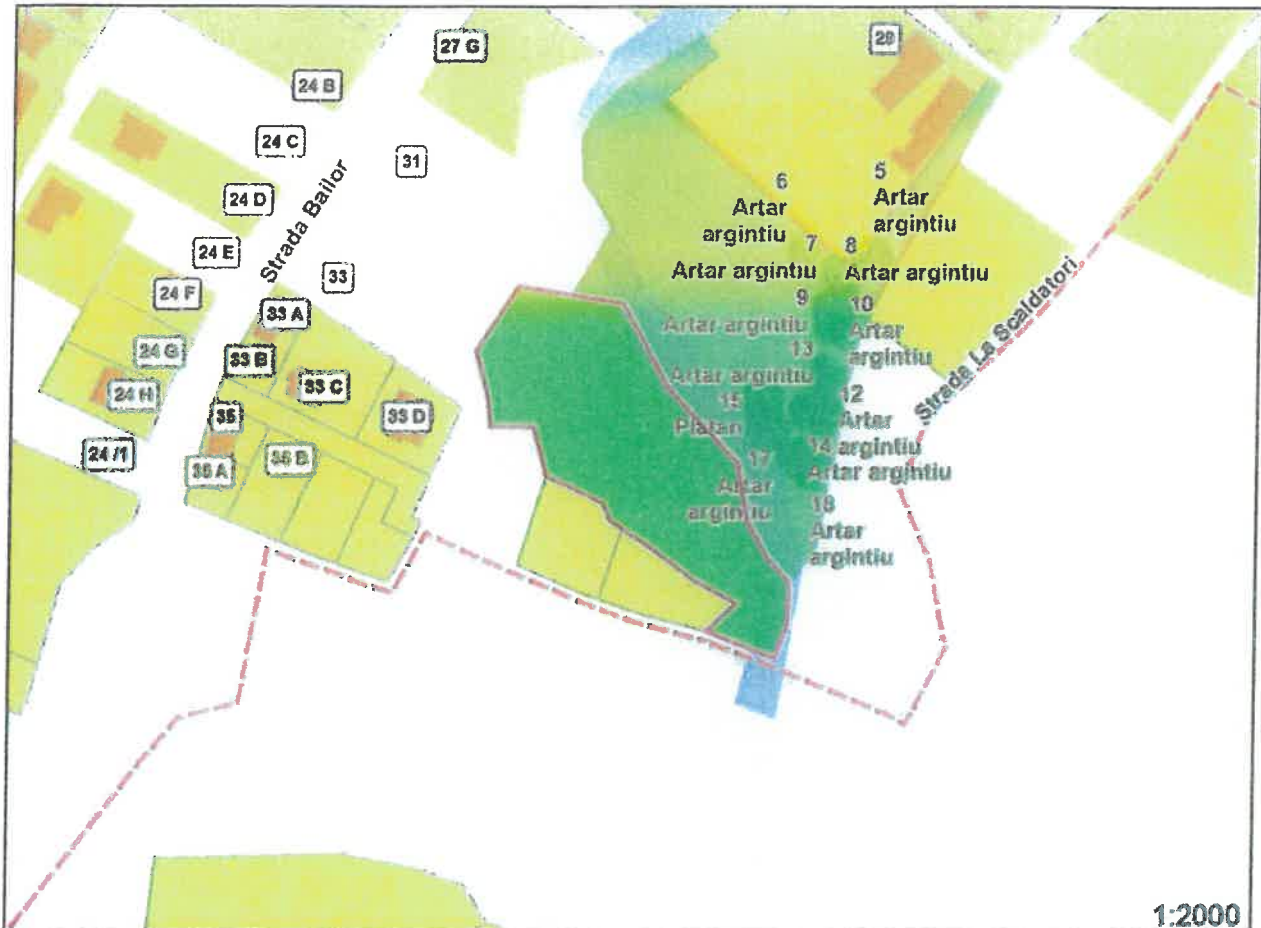 27 G
28
24 B
24 C
31
Strada Bailor
24 D
24 E
33
24 F
33 A
24 G
33 B
33 C
24 H
35
33 D
24 /1
35 A
6
Artar
argintiu
5
Artar
argintiu
7
Artar argintiu
8
Artar argintiu
9
Artar argintiu
10
Artar
argintiu
13
Artar argintiu
12
Artar
argintiu
15
Platan
14
Artar argintiu
17
Artar
argintiu
18
Artar
argintiu
Strada La Scaldatori
1:2000